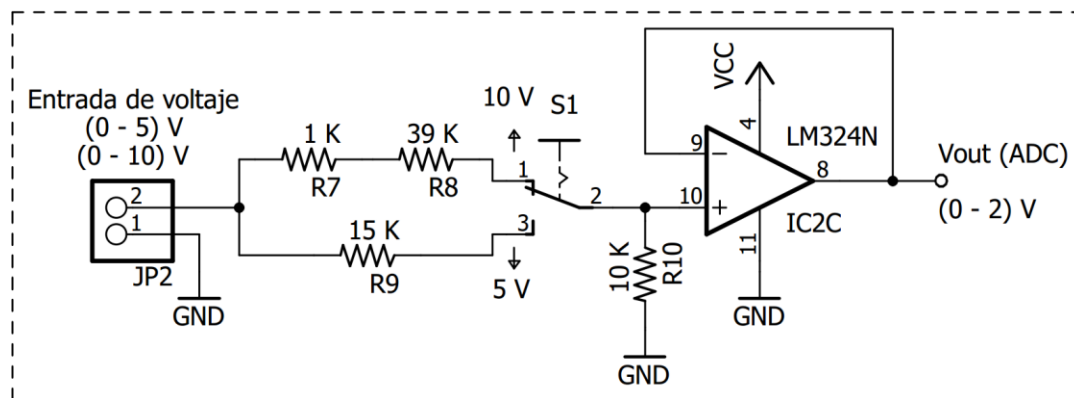 Entrada de voltaje
(0 - 5) V
(0 - 10) V
2
1
JP2
GND
1 K
R7
39 K
R8
15 K
R9
10 V
S1
1
2
3
5 V
10 K
R10
GND
VCC
4
LM324N
9
8
10
11
IC2C
GND
Vout (ADC)
(0 - 2) V